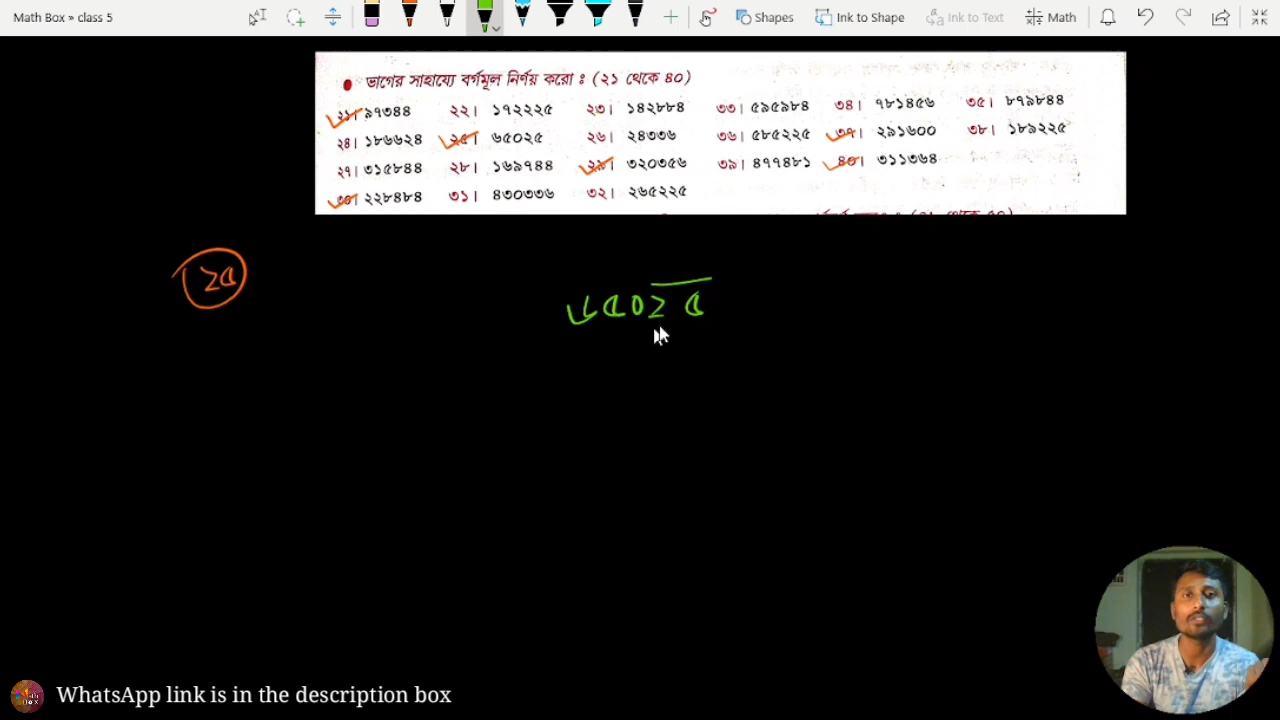 Math Box » class 5
Shapes
Ink to Shape
Ink to Text
Math
ভাগের সাহায্যে বর্গমূল নির্ণয় করো ঃ (২১ থেকে ৪০)
২১। ৯৭৩৪৪ ২২। ১৭২২২৫ ২৩। ১৪২৮৮৪ ৩৩। ৫৯৫৯৮৪ ৩৪। ৭৮১৪৫৬ ৩৫। ৮৭৯৮৪৪
২৪। ১৮৬৬২৪ ২৫। ৬৫০২৫ ২৬। ২৪৩৩৬ ৩৬। ৫৮৫২২৫ ৩৭। ২৯১৬০০ ৩৮। ১৮৯২২৫
২৭। ৩১৫৮৪৪ ২৮। ১৬৯৭৪৪ ২৯। ৩২০৩৫৬ ৩৯। ৪৭৭৪৮১ ৪০। ৩১১৩৬৪
৩০। ২২৮৪৮৪ ৩১। ৪৩০৩৩৬ ৩২। ২৬৫২২৫
২৫
৬৫০২৫
WhatsApp link is in the description box